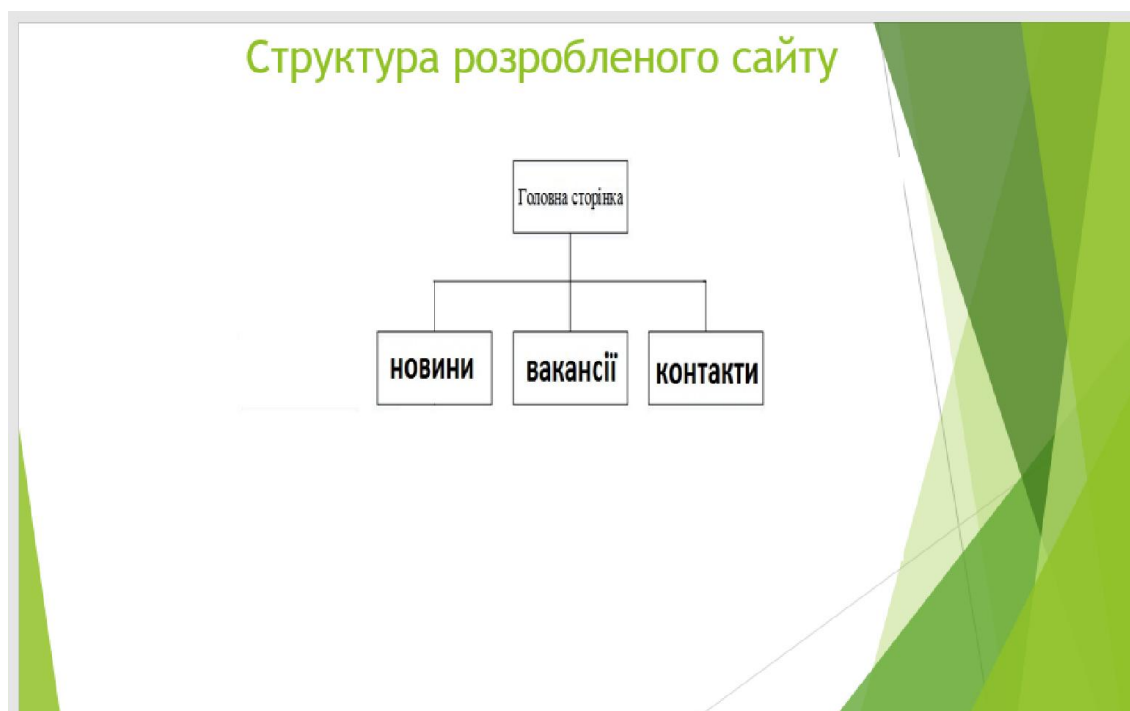 Структура розробленого сайту
Головна сторінка
новини
вакансії
контакти